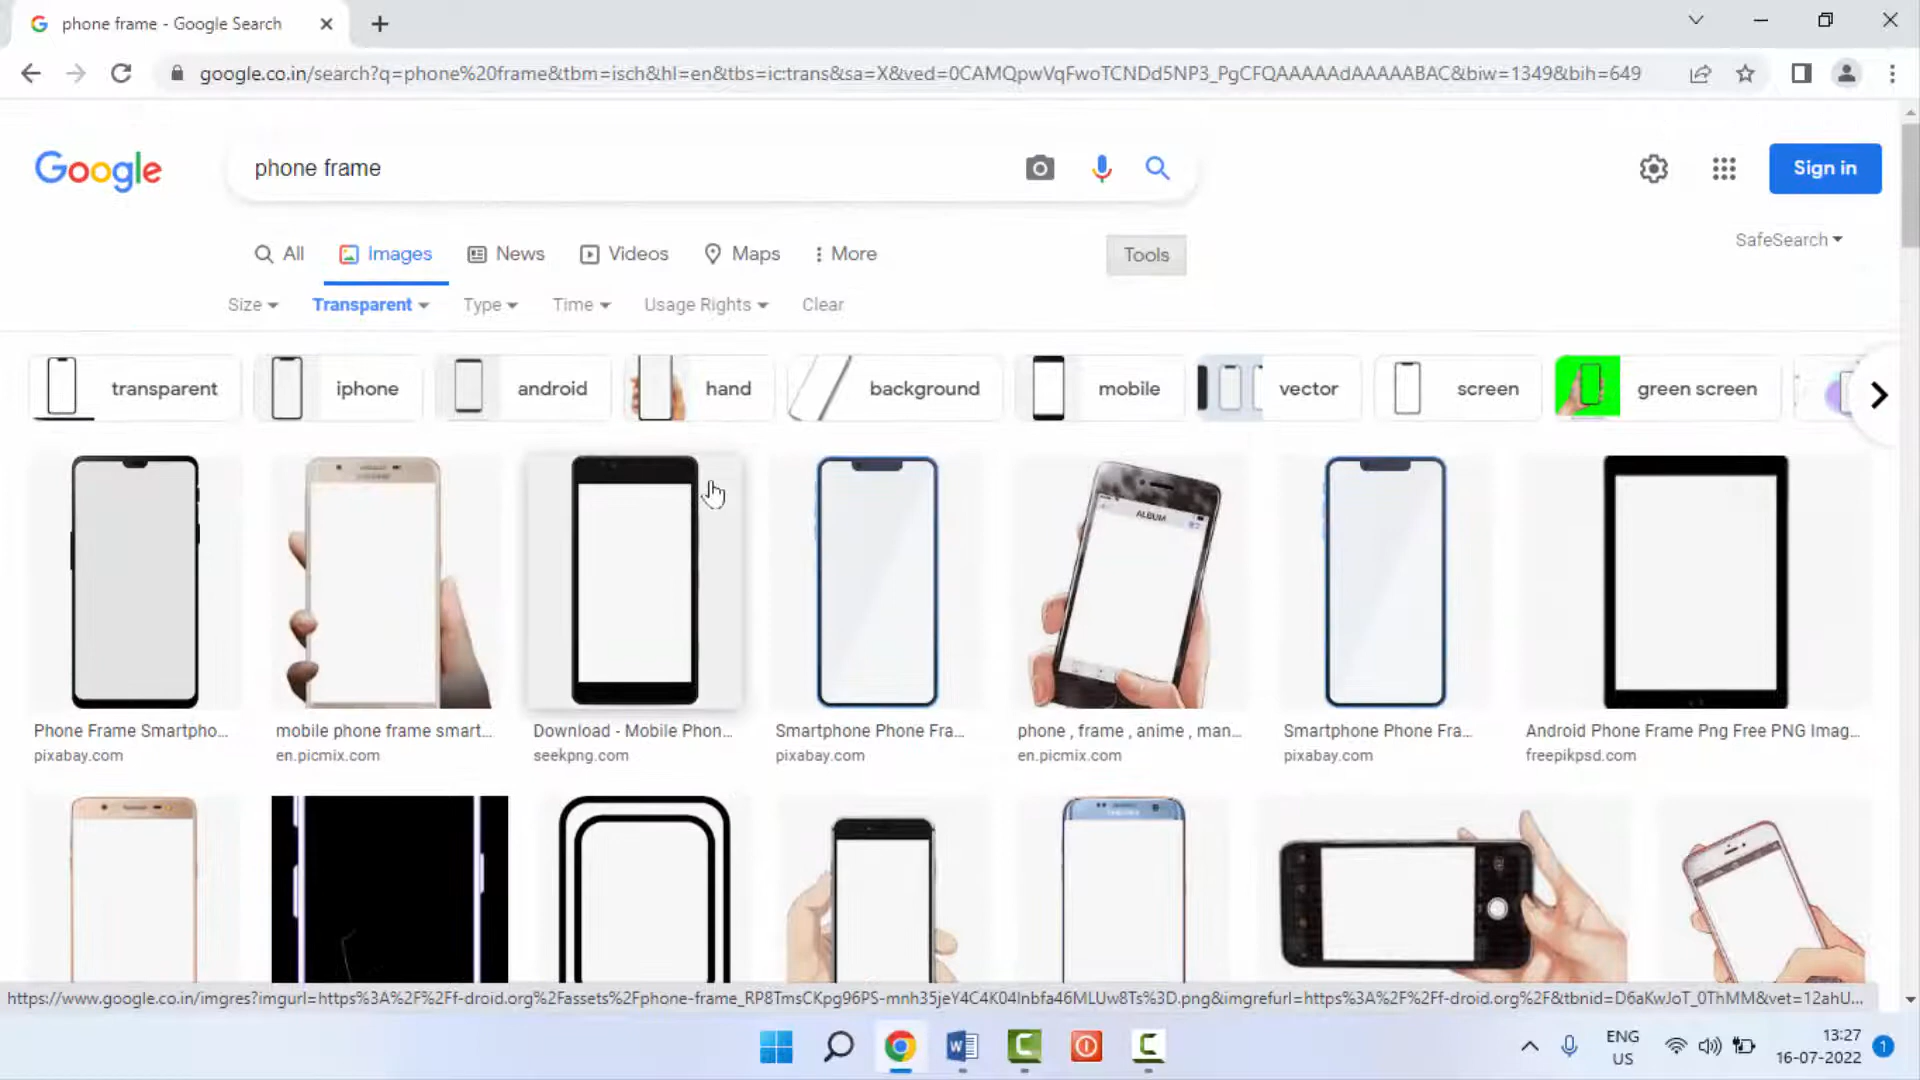 phone frame - Google Search
google.co.in/search?q=phone%20frame&tbm=isch&hl=en&tbs=ic:trans&sa=X&ved=0CAMQpwVqFwoTCNDd5NP3_PgCFQAAAAAdAAAAABAC&biw=1349&bih=649
Google phone frame Sign in
All Images News Videos Maps More Tools SafeSearch
Size Transparent Type Time Usage Rights Clear
transparent iphone android hand background mobile vector screen green screen
ALBUM
Phone Frame Smartpho... mobile phone frame smart... Download - Mobile Phon... Smartphone Phone Fra... phone , frame , anime , man... Smartphone Phone Fra... Android Phone Frame Png Free PNG Imag...
pixabay.com en.picmix.com seekpng.com pixabay.com en.picmix.com pixabay.com freepikpsd.com
https://www.google.co.in/imgres?imgurl=https%3A%2F%2Ff-droid.org%2Fassets%2Fphone-frame_RP8TmsCKpg96PS-mnh35jeY4C4K04Inbfa46MLUw8Ts%3D.png&imgrefurl=https%3A%2F%2Ff-droid.org%2F&tbnid=D6aKwJoT_0ThMM&vet=12ahU...
ENG 13:27
US 16-07-2022 1